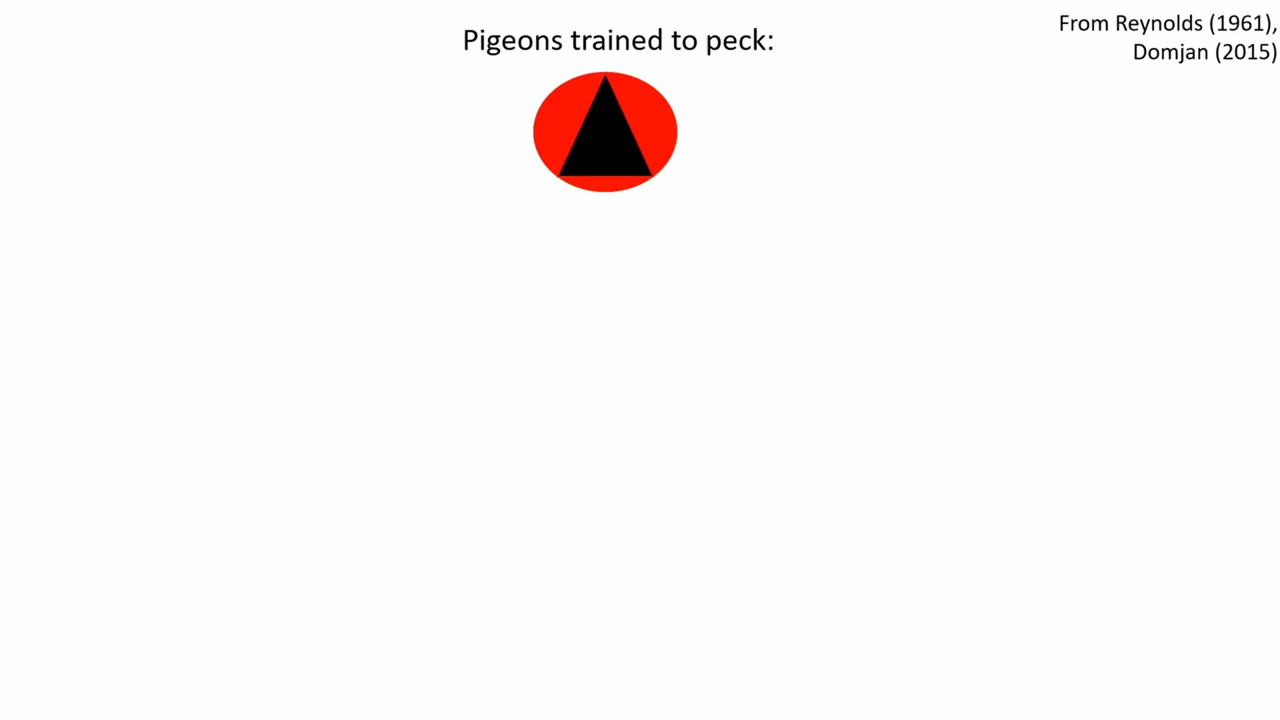 Pigeons trained to peck:
From Reynolds (1961),
Domjan (2015)